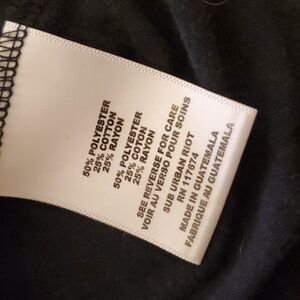 50% POLYESTER
25% COTTON
25% RAYON
50% POLYESTER
25% COTON
25% RAYON
SEE REVERSE FOR CARE
VOIR AU VERSO POUR SOINS
SUB URBAN RIOT
RN 117674
MADE IN GUATEMALA
FABRIQUE AU GUATEMALA